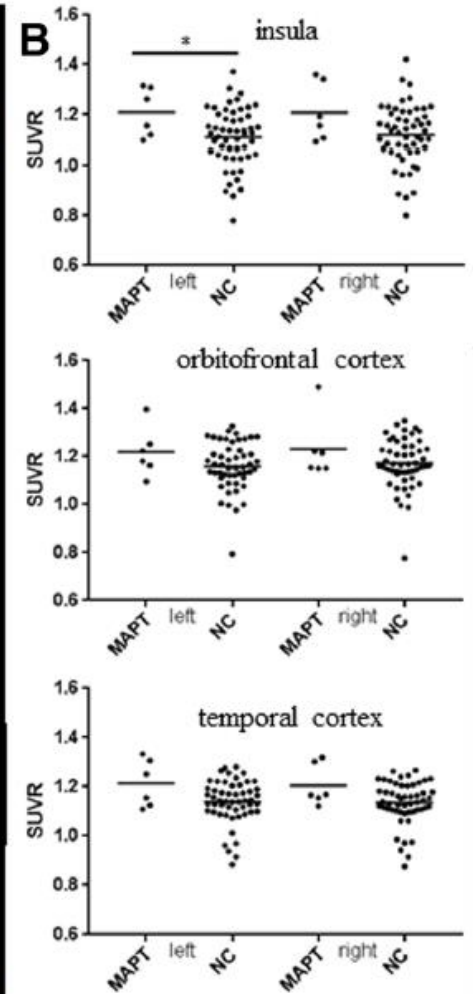 B
insula
*
SUVR
1.6
1.4
1.2
1.0
0.8
0.6
MAPT left NC MAPT right NC
orbitofrontal cortex
SUVR
1.6
1.4
1.2
1.0
0.8
0.6
MAPT left NC MAPT right NC
temporal cortex
SUVR
1.6
1.4
1.2
1.0
0.8
0.6
MAPT left NC MAPT right NC